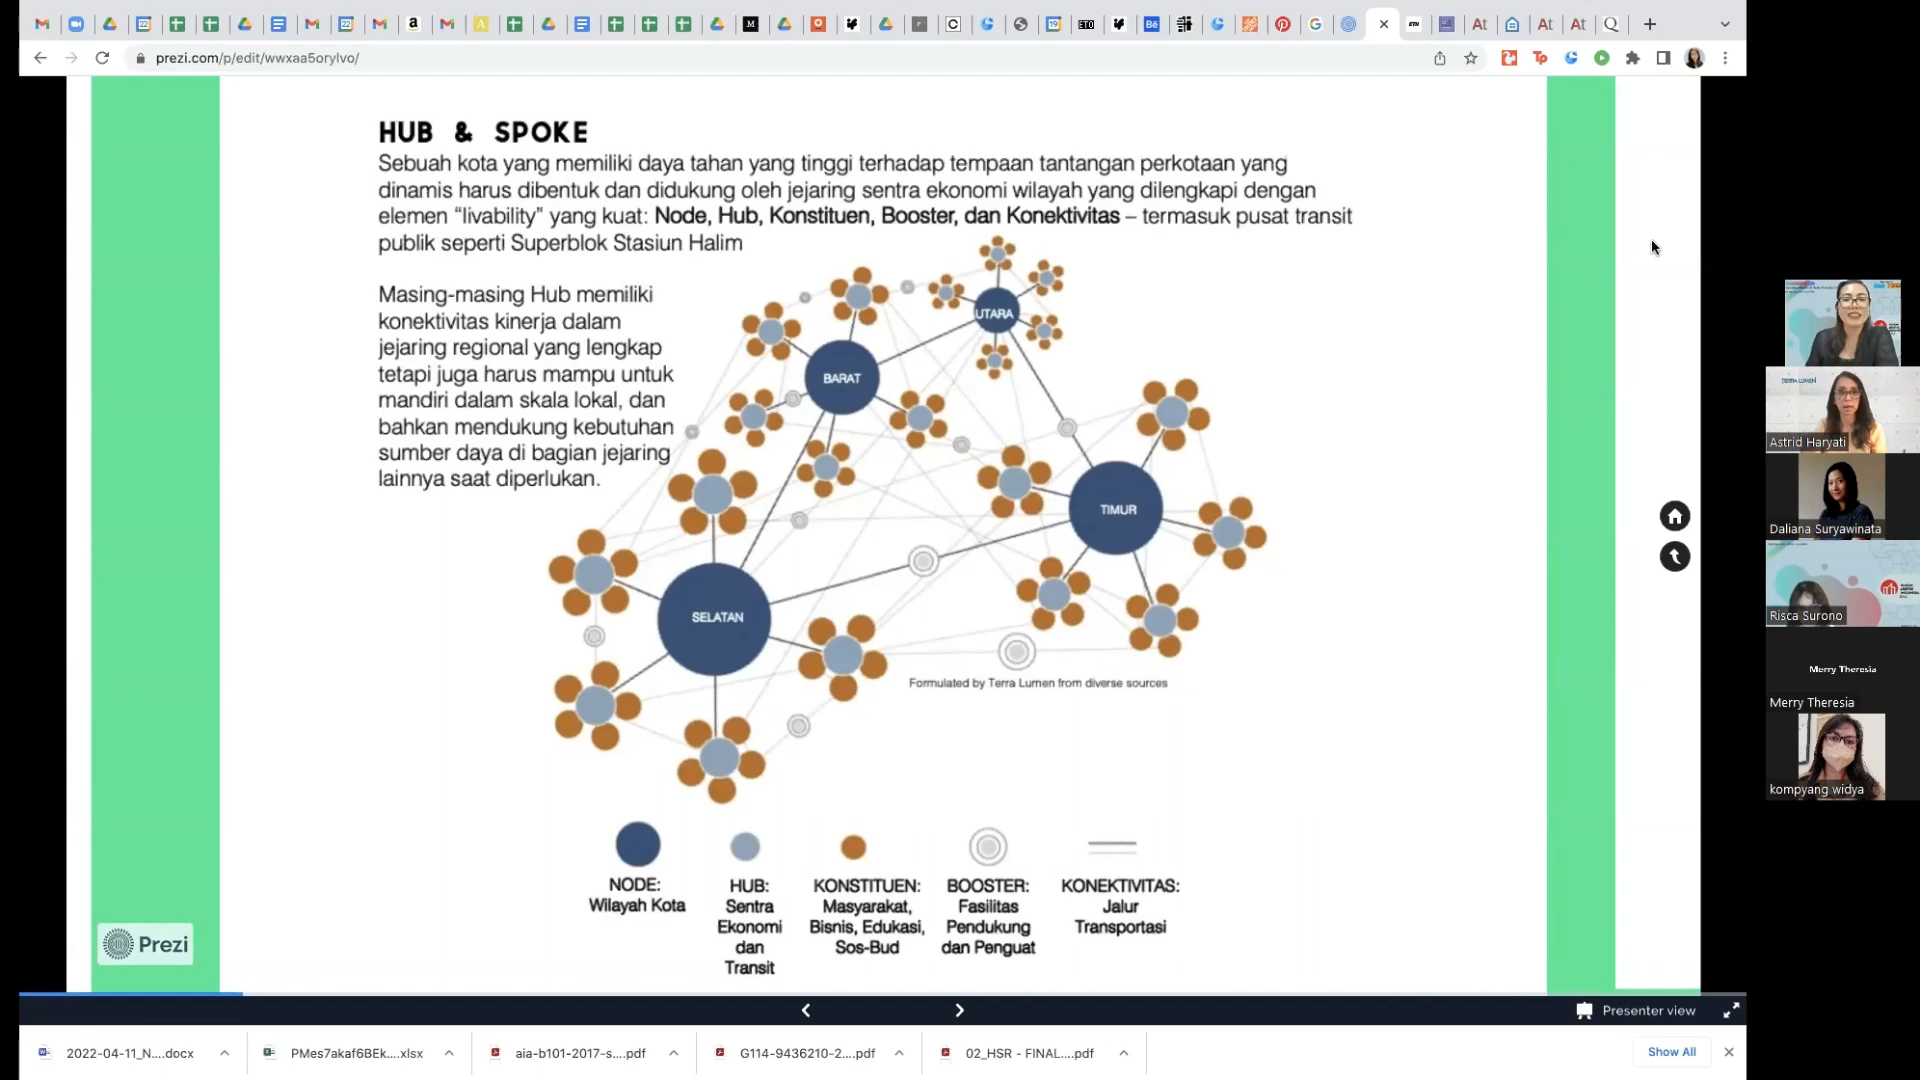 prezi.com/p/edit/wwxaa5orylvo/
HUB & SPOKE
Sebuah kota yang memiliki daya tahan yang tinggi terhadap tempaan tantangan perkotaan yang
dinamis harus dibentuk dan didukung oleh jejaring sentra ekonomi wilayah yang dilengkapi dengan
elemen “livability” yang kuat: Node, Hub, Konstituen, Booster, dan Konektivitas – termasuk pusat transit
publik seperti Superblok Stasiun Halim
Masing-masing Hub memiliki
konektivitas kinerja dalam
jejaring regional yang lengkap
tetapi juga harus mampu untuk
mandiri dalam skala lokal, dan
bahkan mendukung kebutuhan
sumber daya di bagian jejaring
lainnya saat diperlukan.
UTARA
BARAT
TIMUR
SELATAN
Formulated by Terra Lumen from diverse sources
NODE:
Wilayah Kota
HUB:
Sentra
Ekonomi
dan
Transit
KONSTITUEN:
Masyarakat,
Bisnis, Edukasi,
Sos-Bud
BOOSTER:
Fasilitas
Pendukung
dan Penguat
KONEKTIVITAS:
Jalur
Transportasi
Prezi
Presenter view
2022-04-11_N....docx
PMes7akaf6BEk....xlsx
aia-b101-2017-s....pdf
G114-9436210-2....pdf
02_HSR - FINAL....pdf
Show All
TERRA LUMEN
Astrid Haryati
Daliana Suryawinata
Risca Surono
Merry Theresia
Merry Theresia
kompyang widya